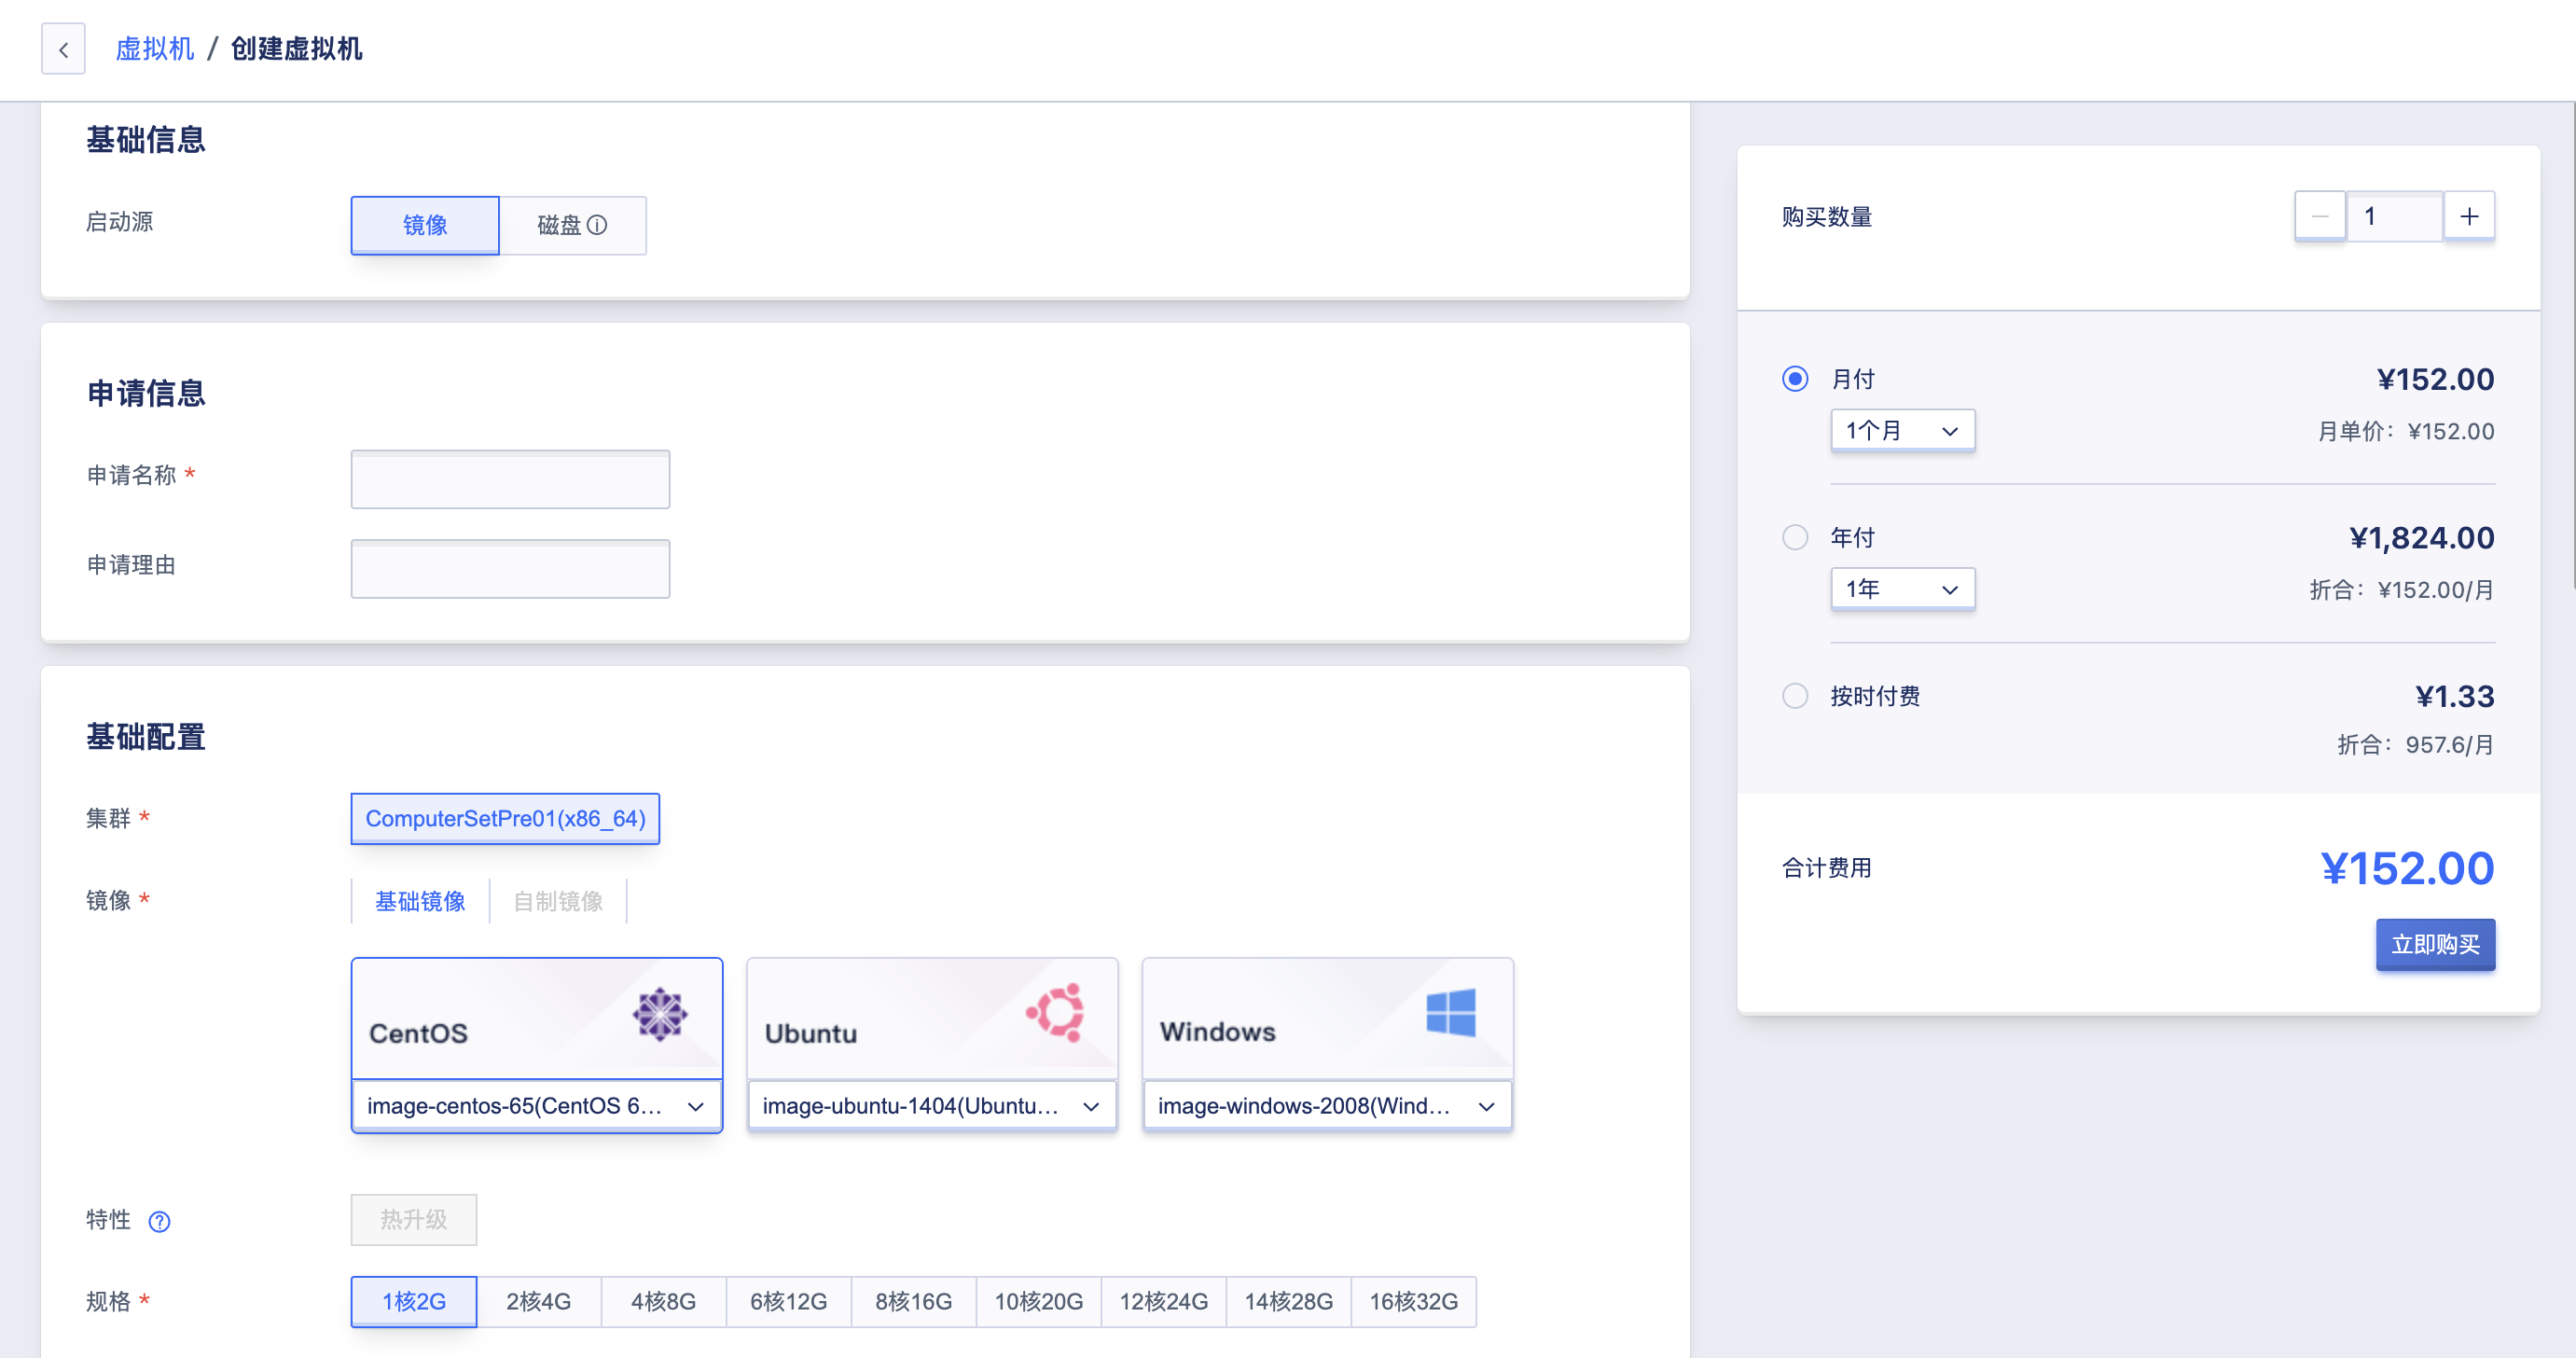 虚拟机 / 创建虚拟机
基础信息
启动源
镜像
磁盘
申请信息
申请名称 *
申请理由
基础配置
集群 *
ComputerSetPre01(x86_64)
镜像 *
基础镜像
自制镜像
CentOS
Ubuntu
Windows
image-centos-65(CentOS 6...
image-ubuntu-1404(Ubuntu...
image-windows-2008(Wind...
特性
热升级
规格 *
1核2G
2核4G
4核8G
6核12G
8核16G
10核20G
12核24G
14核28G
16核32G
购买数量
1
月付
¥152.00
1个月
月单价：¥152.00
年付
¥1,824.00
1年
折合：¥152.00/月
按时付费
¥1.33
折合：957.6/月
合计费用
¥152.00
立即购买